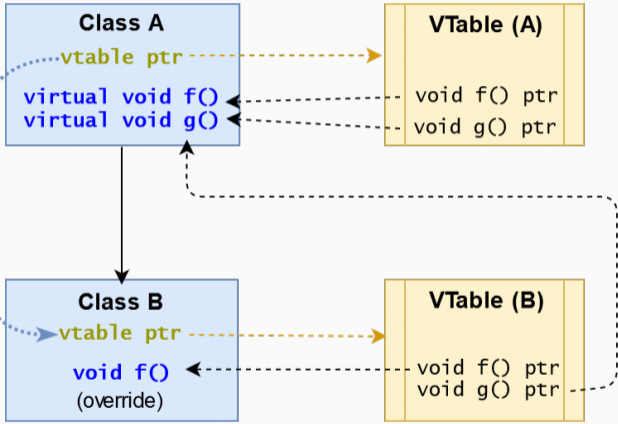 Class A
vtable ptr
virtual void f()
virtual void g()
VTable (A)
void f() ptr
void g() ptr
Class B
vtable ptr
void f()
(override)
VTable (B)
void f() ptr
void g() ptr